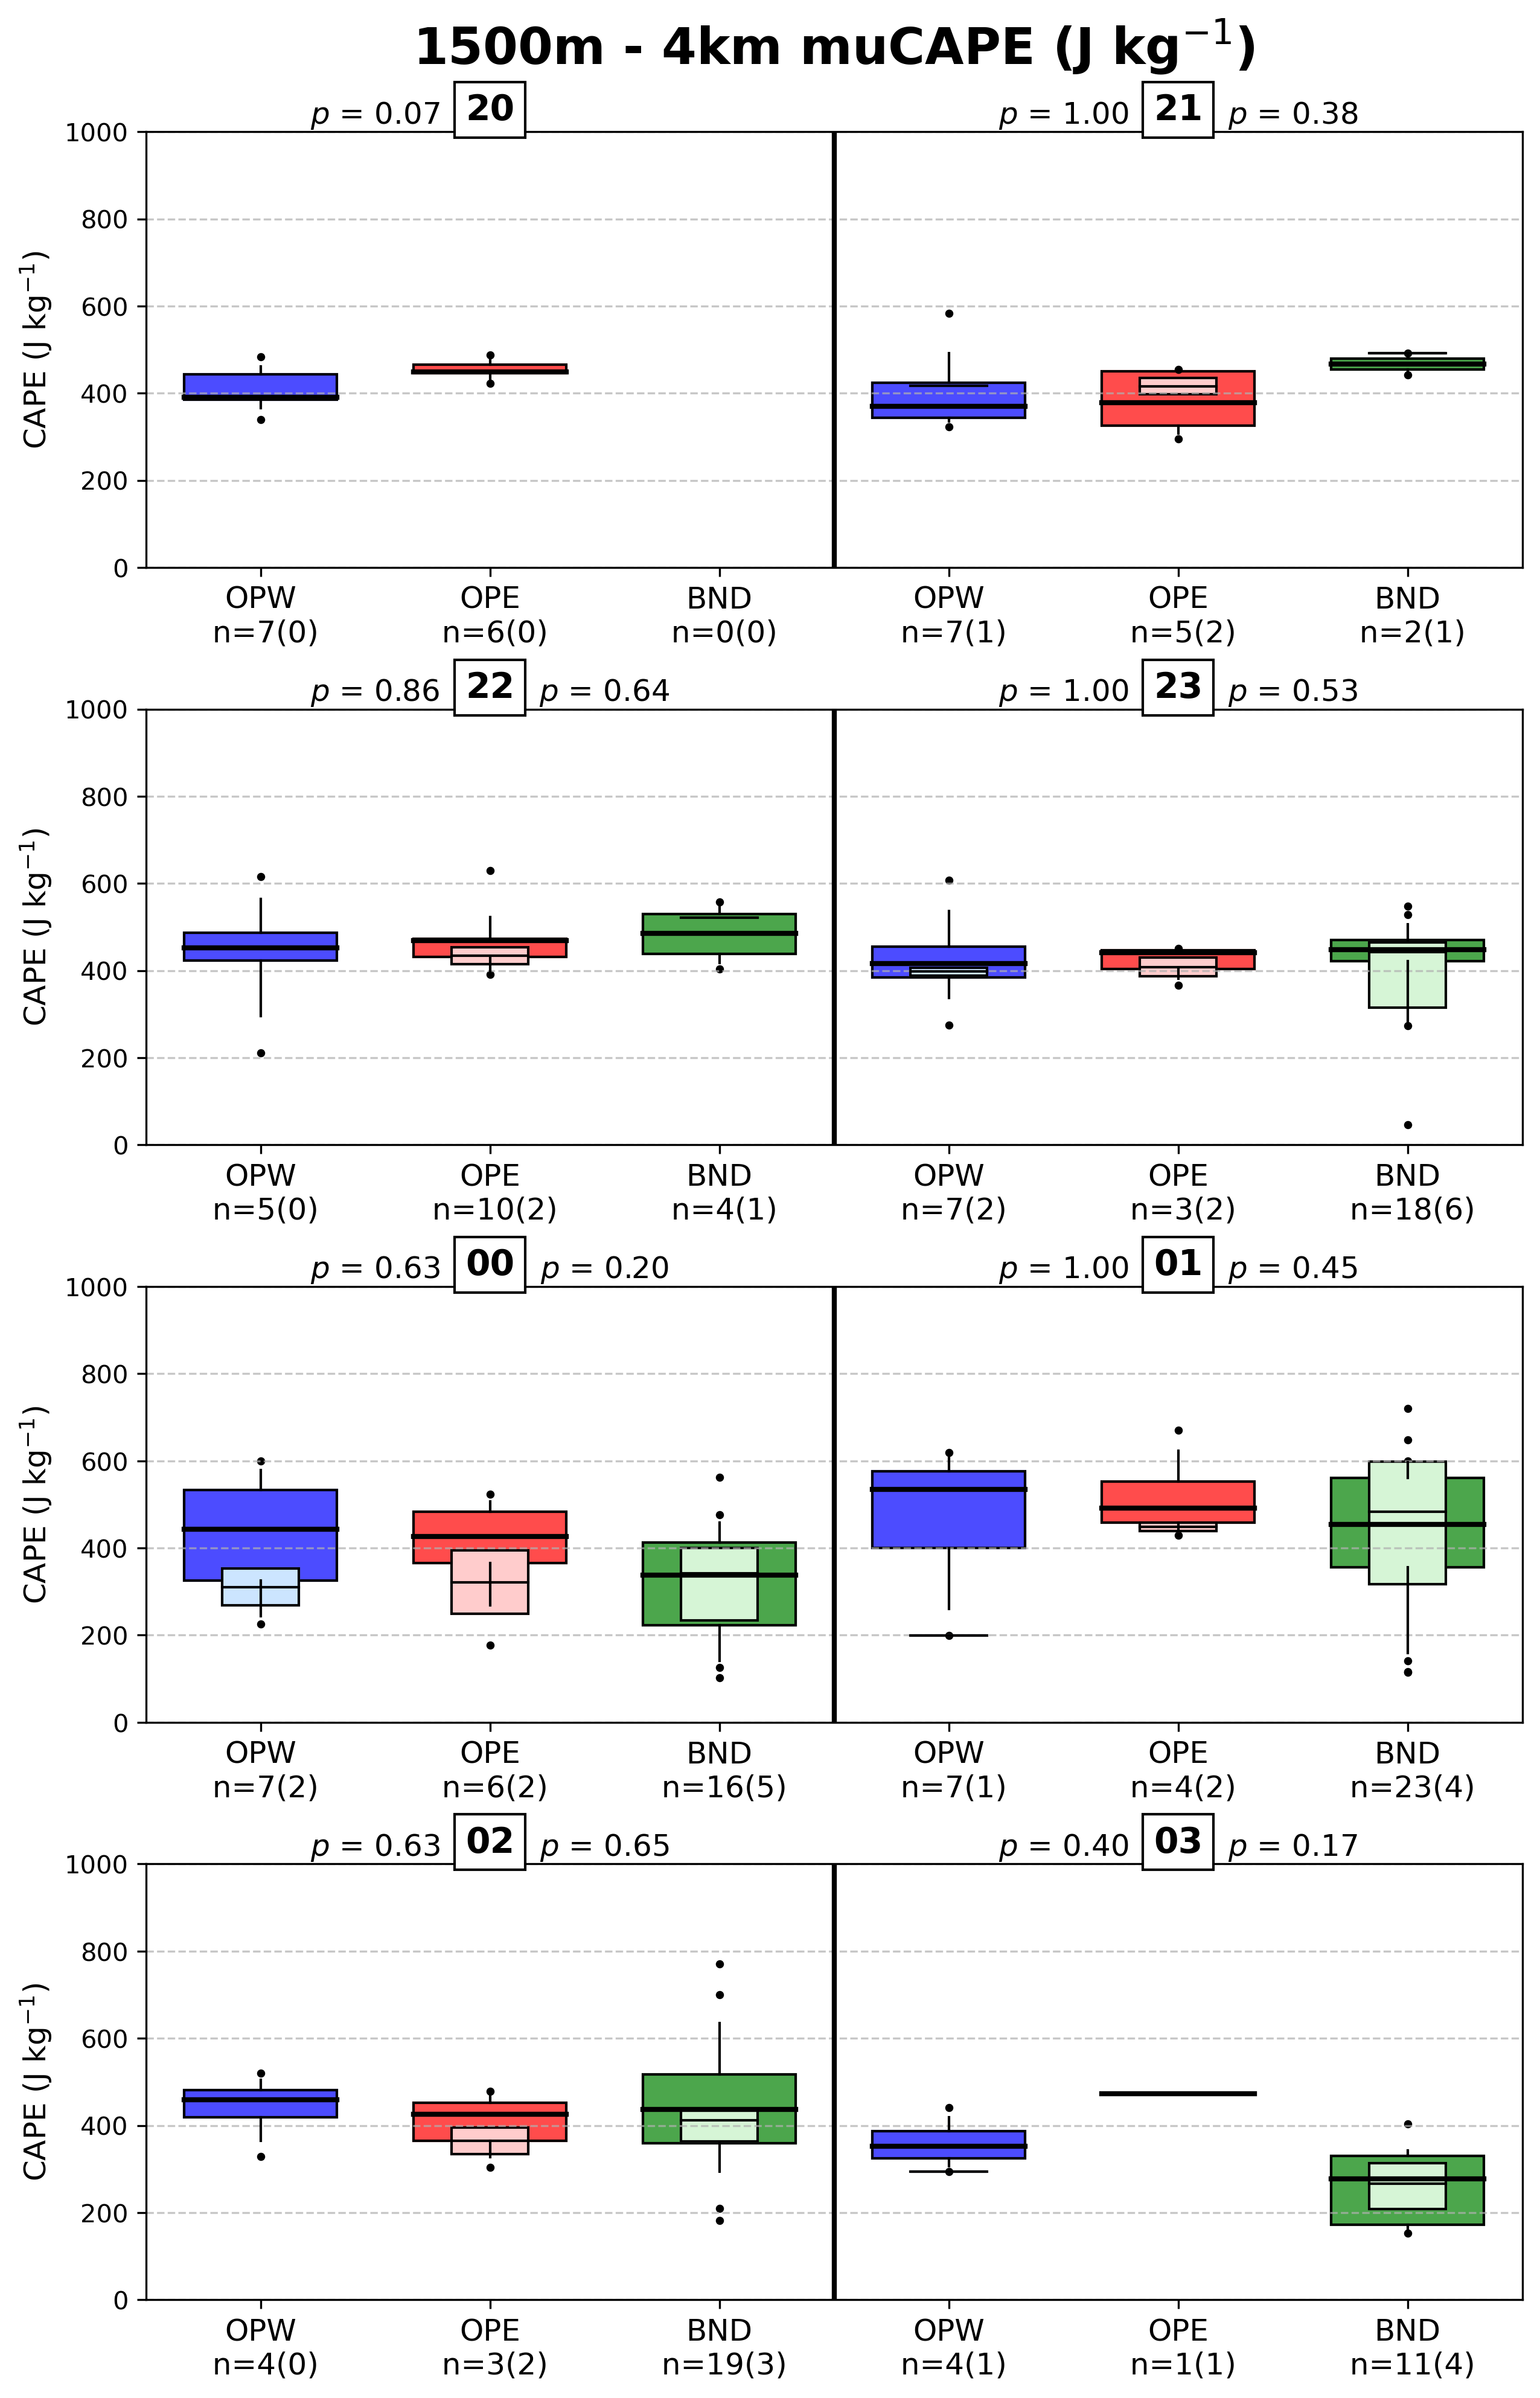 1500m - 4km muCAPE (J kg⁻¹)
p = 0.07 20
p = 1.00 21 p = 0.38
CAPE (J kg⁻¹)
1000
800
600
400
200
0
OPW OPE BND OPW OPE BND
n=7(0) n=6(0) n=0(0) n=7(1) n=5(2) n=2(1)
p = 0.86 22 p = 0.64
p = 1.00 23 p = 0.53
CAPE (J kg⁻¹)
1000
800
600
400
200
0
OPW OPE BND OPW OPE BND
n=5(0) n=10(2) n=4(1) n=7(2) n=3(2) n=18(6)
p = 0.63 00 p = 0.20
p = 1.00 01 p = 0.45
CAPE (J kg⁻¹)
1000
800
600
400
200
0
OPW OPE BND OPW OPE BND
n=7(2) n=6(2) n=16(5) n=7(1) n=4(2) n=23(4)
p = 0.63 02 p = 0.65
p = 0.40 03 p = 0.17
CAPE (J kg⁻¹)
1000
800
600
400
200
0
OPW OPE BND OPW OPE BND
n=4(0) n=3(2) n=19(3) n=4(1) n=1(1) n=11(4)